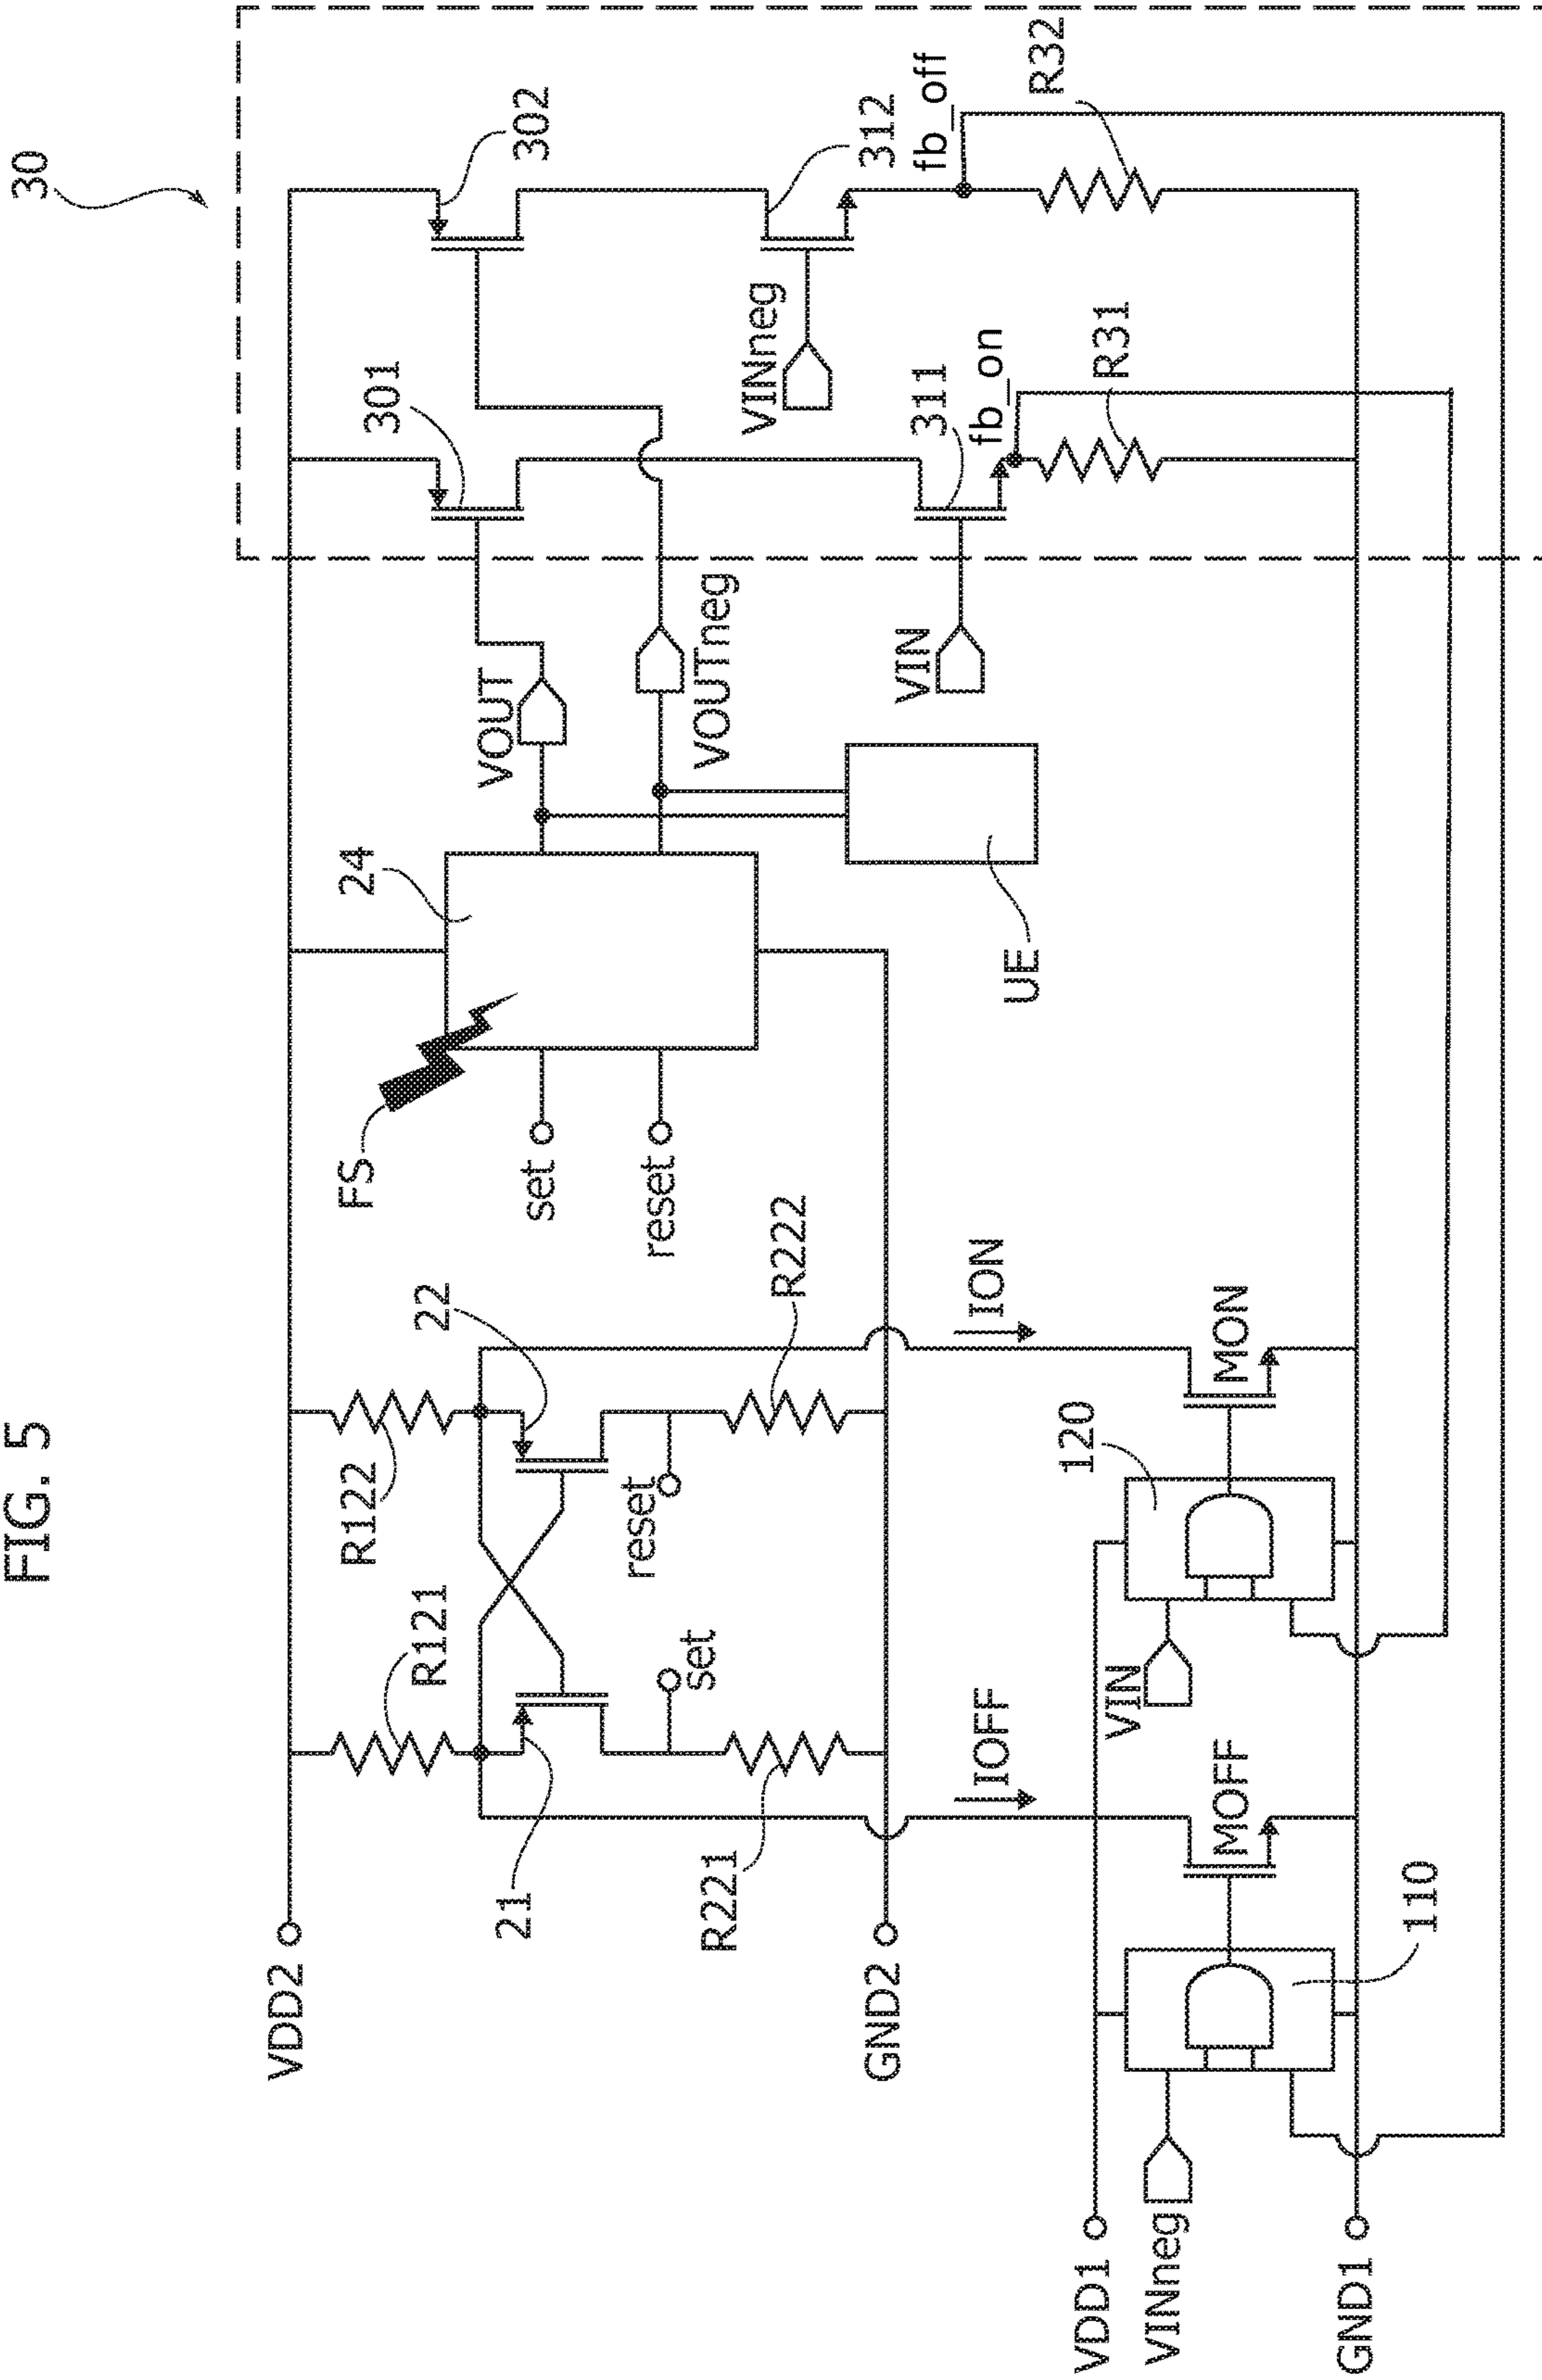 FIG. 5
30
VDD2
R121
R122
21
22
set
reset
R221
R222
GND2
FS
24
set
reset
VOUT
VOUTneg
UE
301
302
VINneg
312
fb_off
R32
VIN
311
fb_on
R31
IOFF
ION
VDD1
VINneg
110
MOFF
VIN
120
MON
GND1